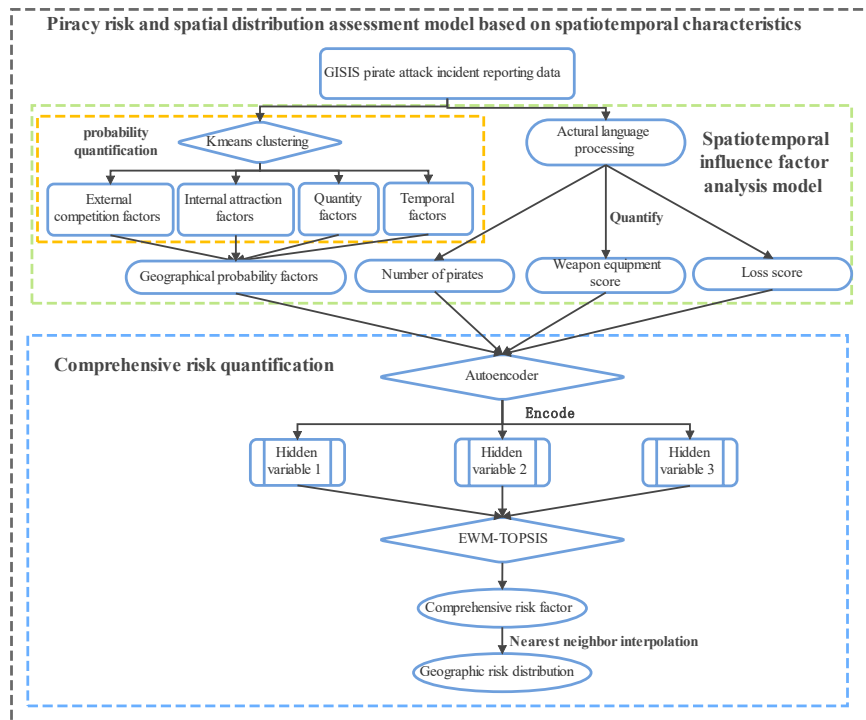 Piracy risk and spatial distribution assessment model based on spatiotemporal characteristics
GISIS pirate attack incident reporting data
probability
quantification
Kmeans clustering
Actural language
processing
Spatiotemporal
influence factor
analysis model
External
competition factors
Internal attraction
factors
Quantity
factors
Temporal
factors
Quantify
Geographical probability factors
Number of pirates
Weapon equipment
score
Loss score
Comprehensive risk quantification
Autoencoder
Encode
Hidden
variable 1
Hidden
variable 2
Hidden
variable 3
EWM-TOPSIS
Comprehensive risk factor
Nearest neighbor interpolation
Geographic risk distribution